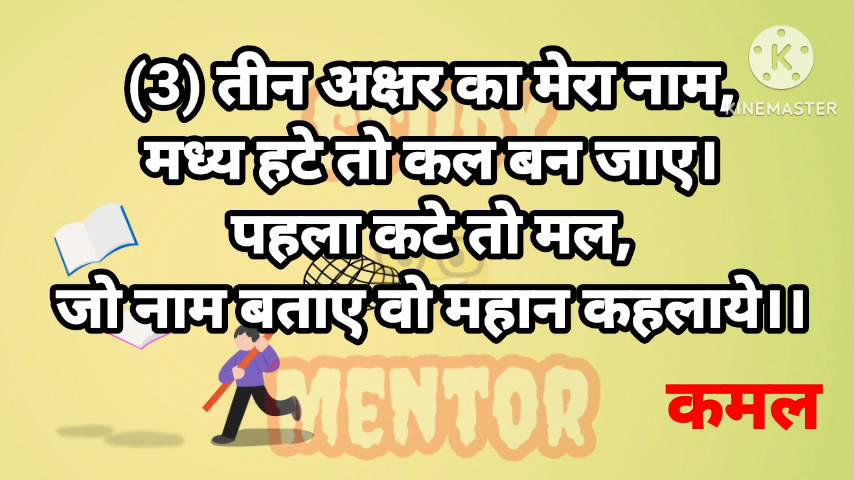 (3) तीन अक्षर का मेरा नाम,
KINEMASTER
मध्य हटे तो कल बन जाए।
पहला कटे तो मल,
जो नाम बताए वो महान कहलाये।।
MENTOR
कमल